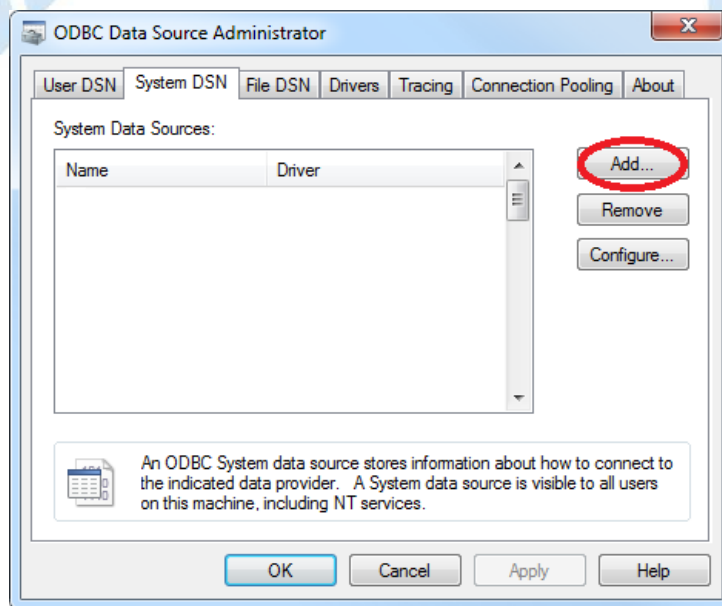 ODBC Data Source Administrator
User DSN System DSN File DSN Drivers Tracing Connection Pooling About
System Data Sources:
Name Driver
Add...
Remove
Configure...
An ODBC System data source stores information about how to connect to
the indicated data provider. A System data source is visible to all users
on this machine, including NT services.
OK Cancel Apply Help